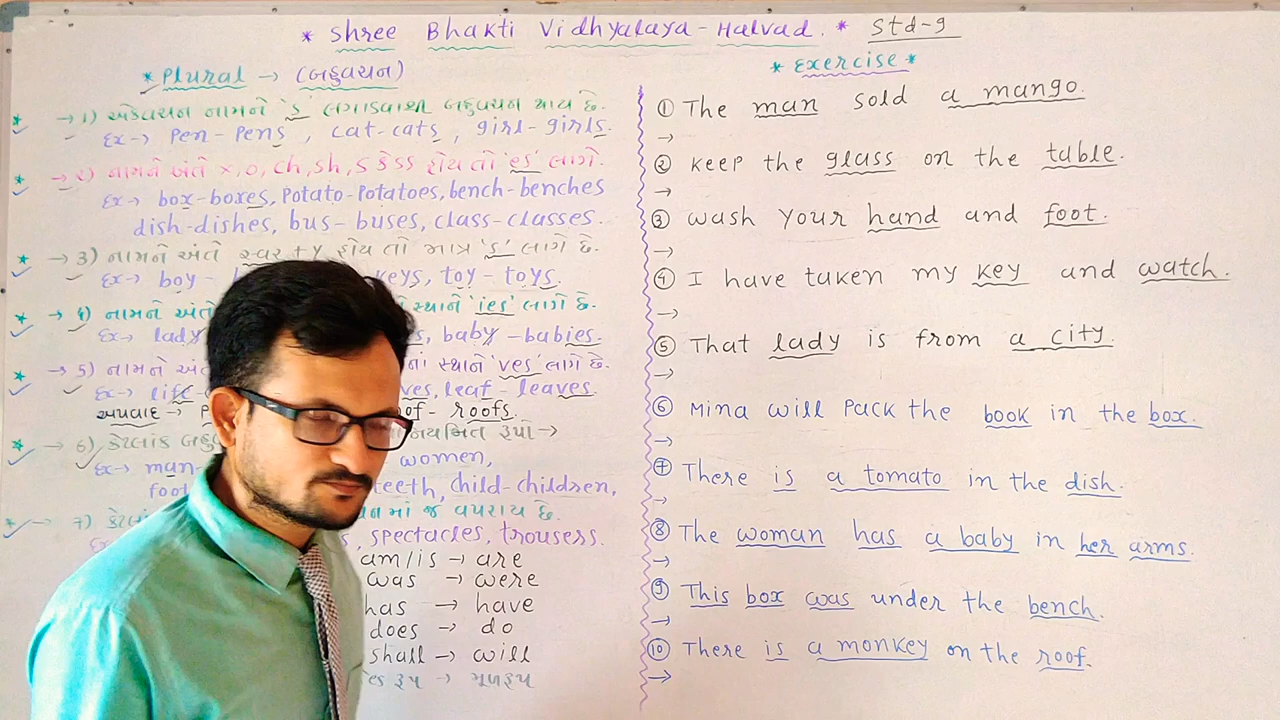 * Shree Bhakti Vidhyalaya - Halvad. * Std-9
* Plural → (બહુવચન)
→ 1) એકવચન નામને 's' લગાડવાથી બહુવચન થાય છે.
Ex → Pen - Pens, cat-cats, girl-girls.
→ ૨) નામને અંતે x, o, ch, sh, s કે ss હોય તો 'es' લાગે.
Ex → box-boxes, Potato-Potatoes, bench-benches
dish-dishes, bus-buses, class-classes.
→ 3) નામને અંતે સ્વર + y હોય તો માત્ર 's' લાગે છે.
Ex → boy - keys, toy - toys.
→ 4) નામને અંતે સ્થાને 'ies' લાગે છે.
Ex → lady s, baby - babies.
→ 5) નામને અંતે નાં સ્થાને 'ves' લાગે છે.
Ex → life ves, leaf - leaves.
અપવાદ → of - roofs.
→ 6) કેટલાંક રૂપો →
Ex → man women,
foot teeth, child-children,
→ 7) માં જ વપરાય છે.
spectacles, trousers.
am/is → are
was → were
has → have
does → do
shall → will
રૂપ → મૂળરૂપ
* Exercise *
① The man sold a mango.
→
② Keep the glass on the table.
→
③ Wash your hand and foot.
→
④ I have taken my key and watch.
→
⑤ That lady is from a city.
→
⑥ Mina will Pack the book in the box.
→
⑦ There is a tomato in the dish.
→
⑧ The woman has a baby in her arms.
→
⑨ This box was under the bench.
→
⑩ There is a monkey on the roof.
→